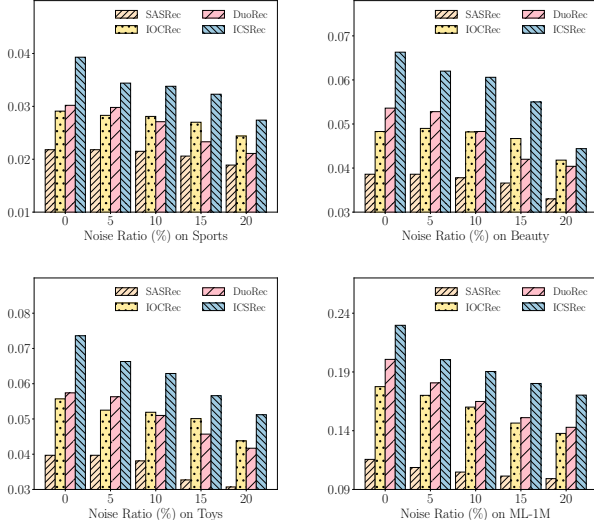 SASRec DuoRec
IOCRec ICSRec
0.04
0.03
0.02
0.01
0 5 10 15 20
Noise Ratio (%) on Sports
SASRec DuoRec
IOCRec ICSRec
0.07
0.06
0.05
0.04
0.03
0 5 10 15 20
Noise Ratio (%) on Beauty
SASRec DuoRec
IOCRec ICSRec
0.08
0.07
0.06
0.05
0.04
0.03
0 5 10 15 20
Noise Ratio (%) on Toys
SASRec DuoRec
IOCRec ICSRec
0.24
0.19
0.14
0.09
0 5 10 15 20
Noise Ratio (%) on ML-1M